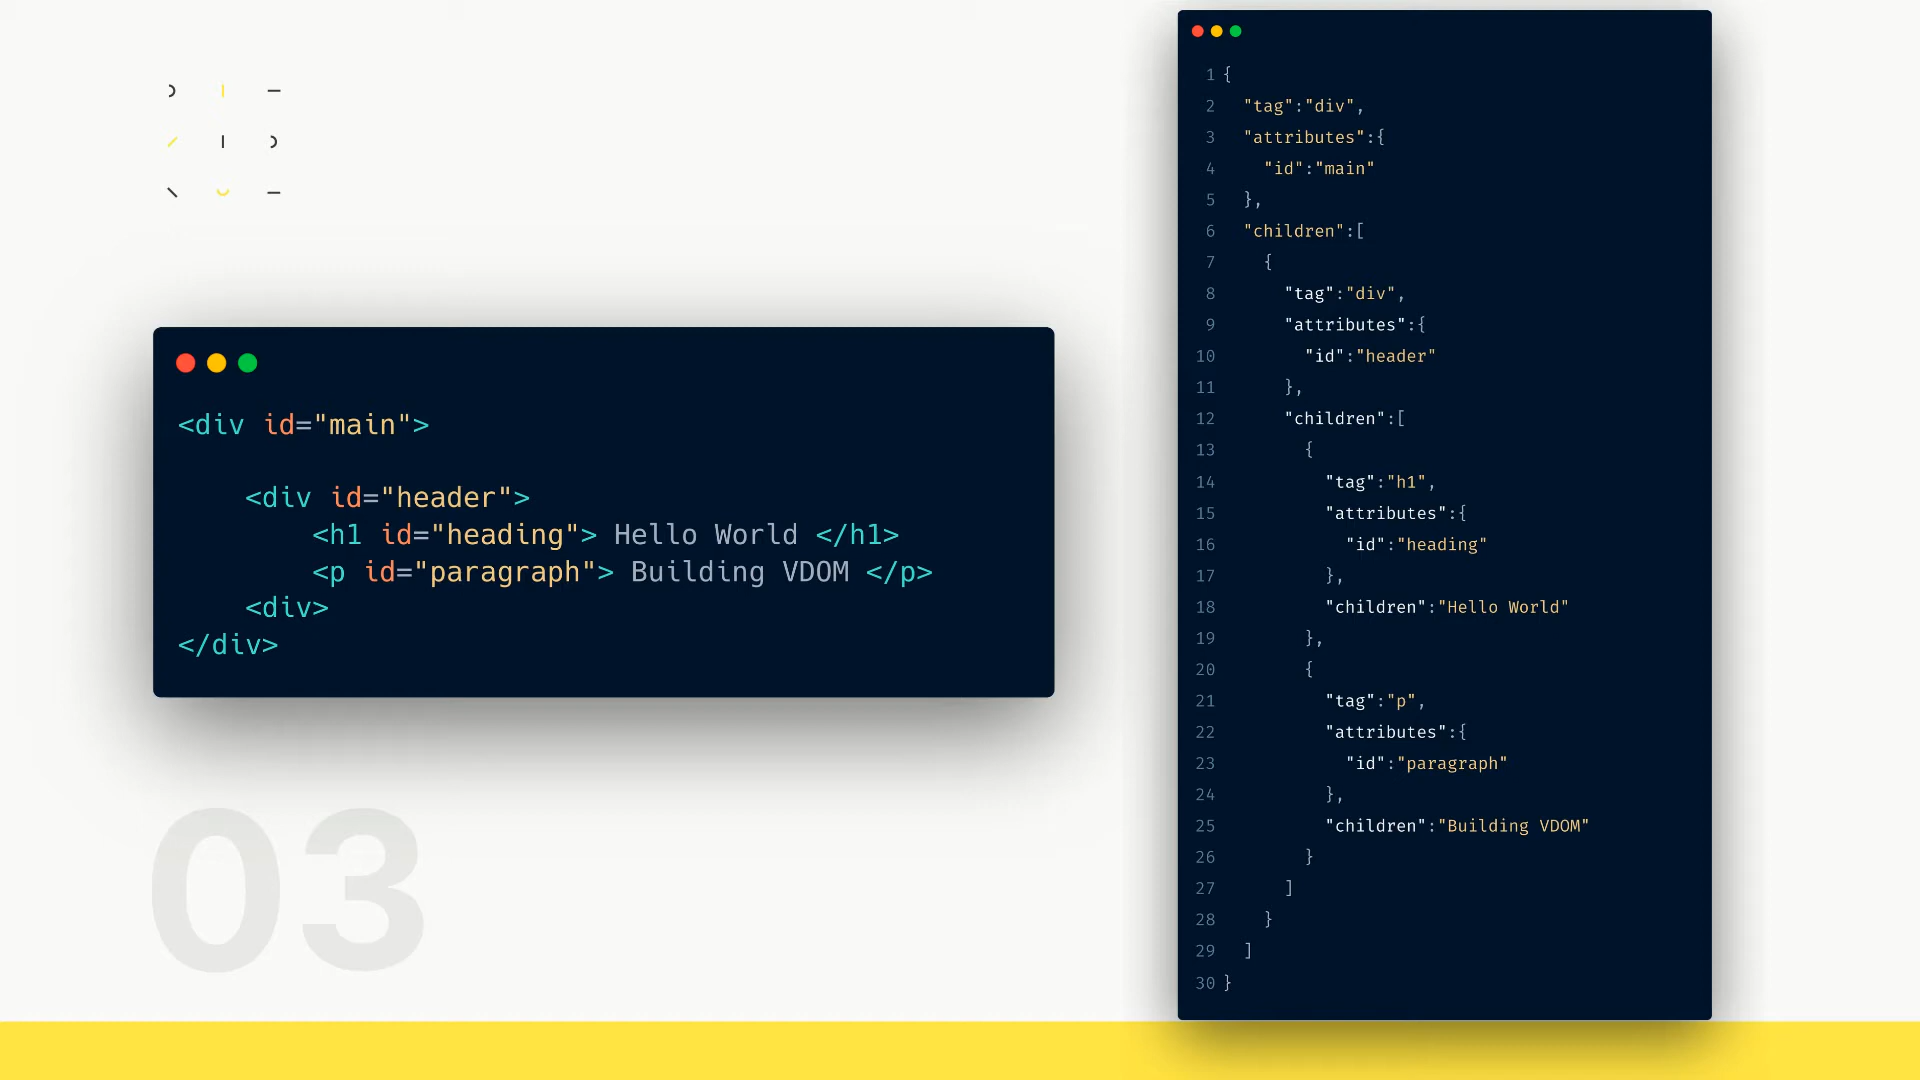 <div id="main">
    <div id="header">
        <h1 id="heading"> Hello World </h1>
        <p id="paragraph"> Building VDOM </p>
    <div>
</div>
03
1 {
2   "tag":"div",
3   "attributes":{
4     "id":"main"
5   },
6   "children":[
7     {
8       "tag":"div",
9       "attributes":{
10         "id":"header"
11       },
12       "children":[
13         {
14           "tag":"h1",
15           "attributes":{
16             "id":"heading"
17           },
18           "children":"Hello World"
19         },
20         {
21           "tag":"p",
22           "attributes":{
23             "id":"paragraph"
24           },
25           "children":"Building VDOM"
26         }
27       ]
28     }
29   ]
30 }